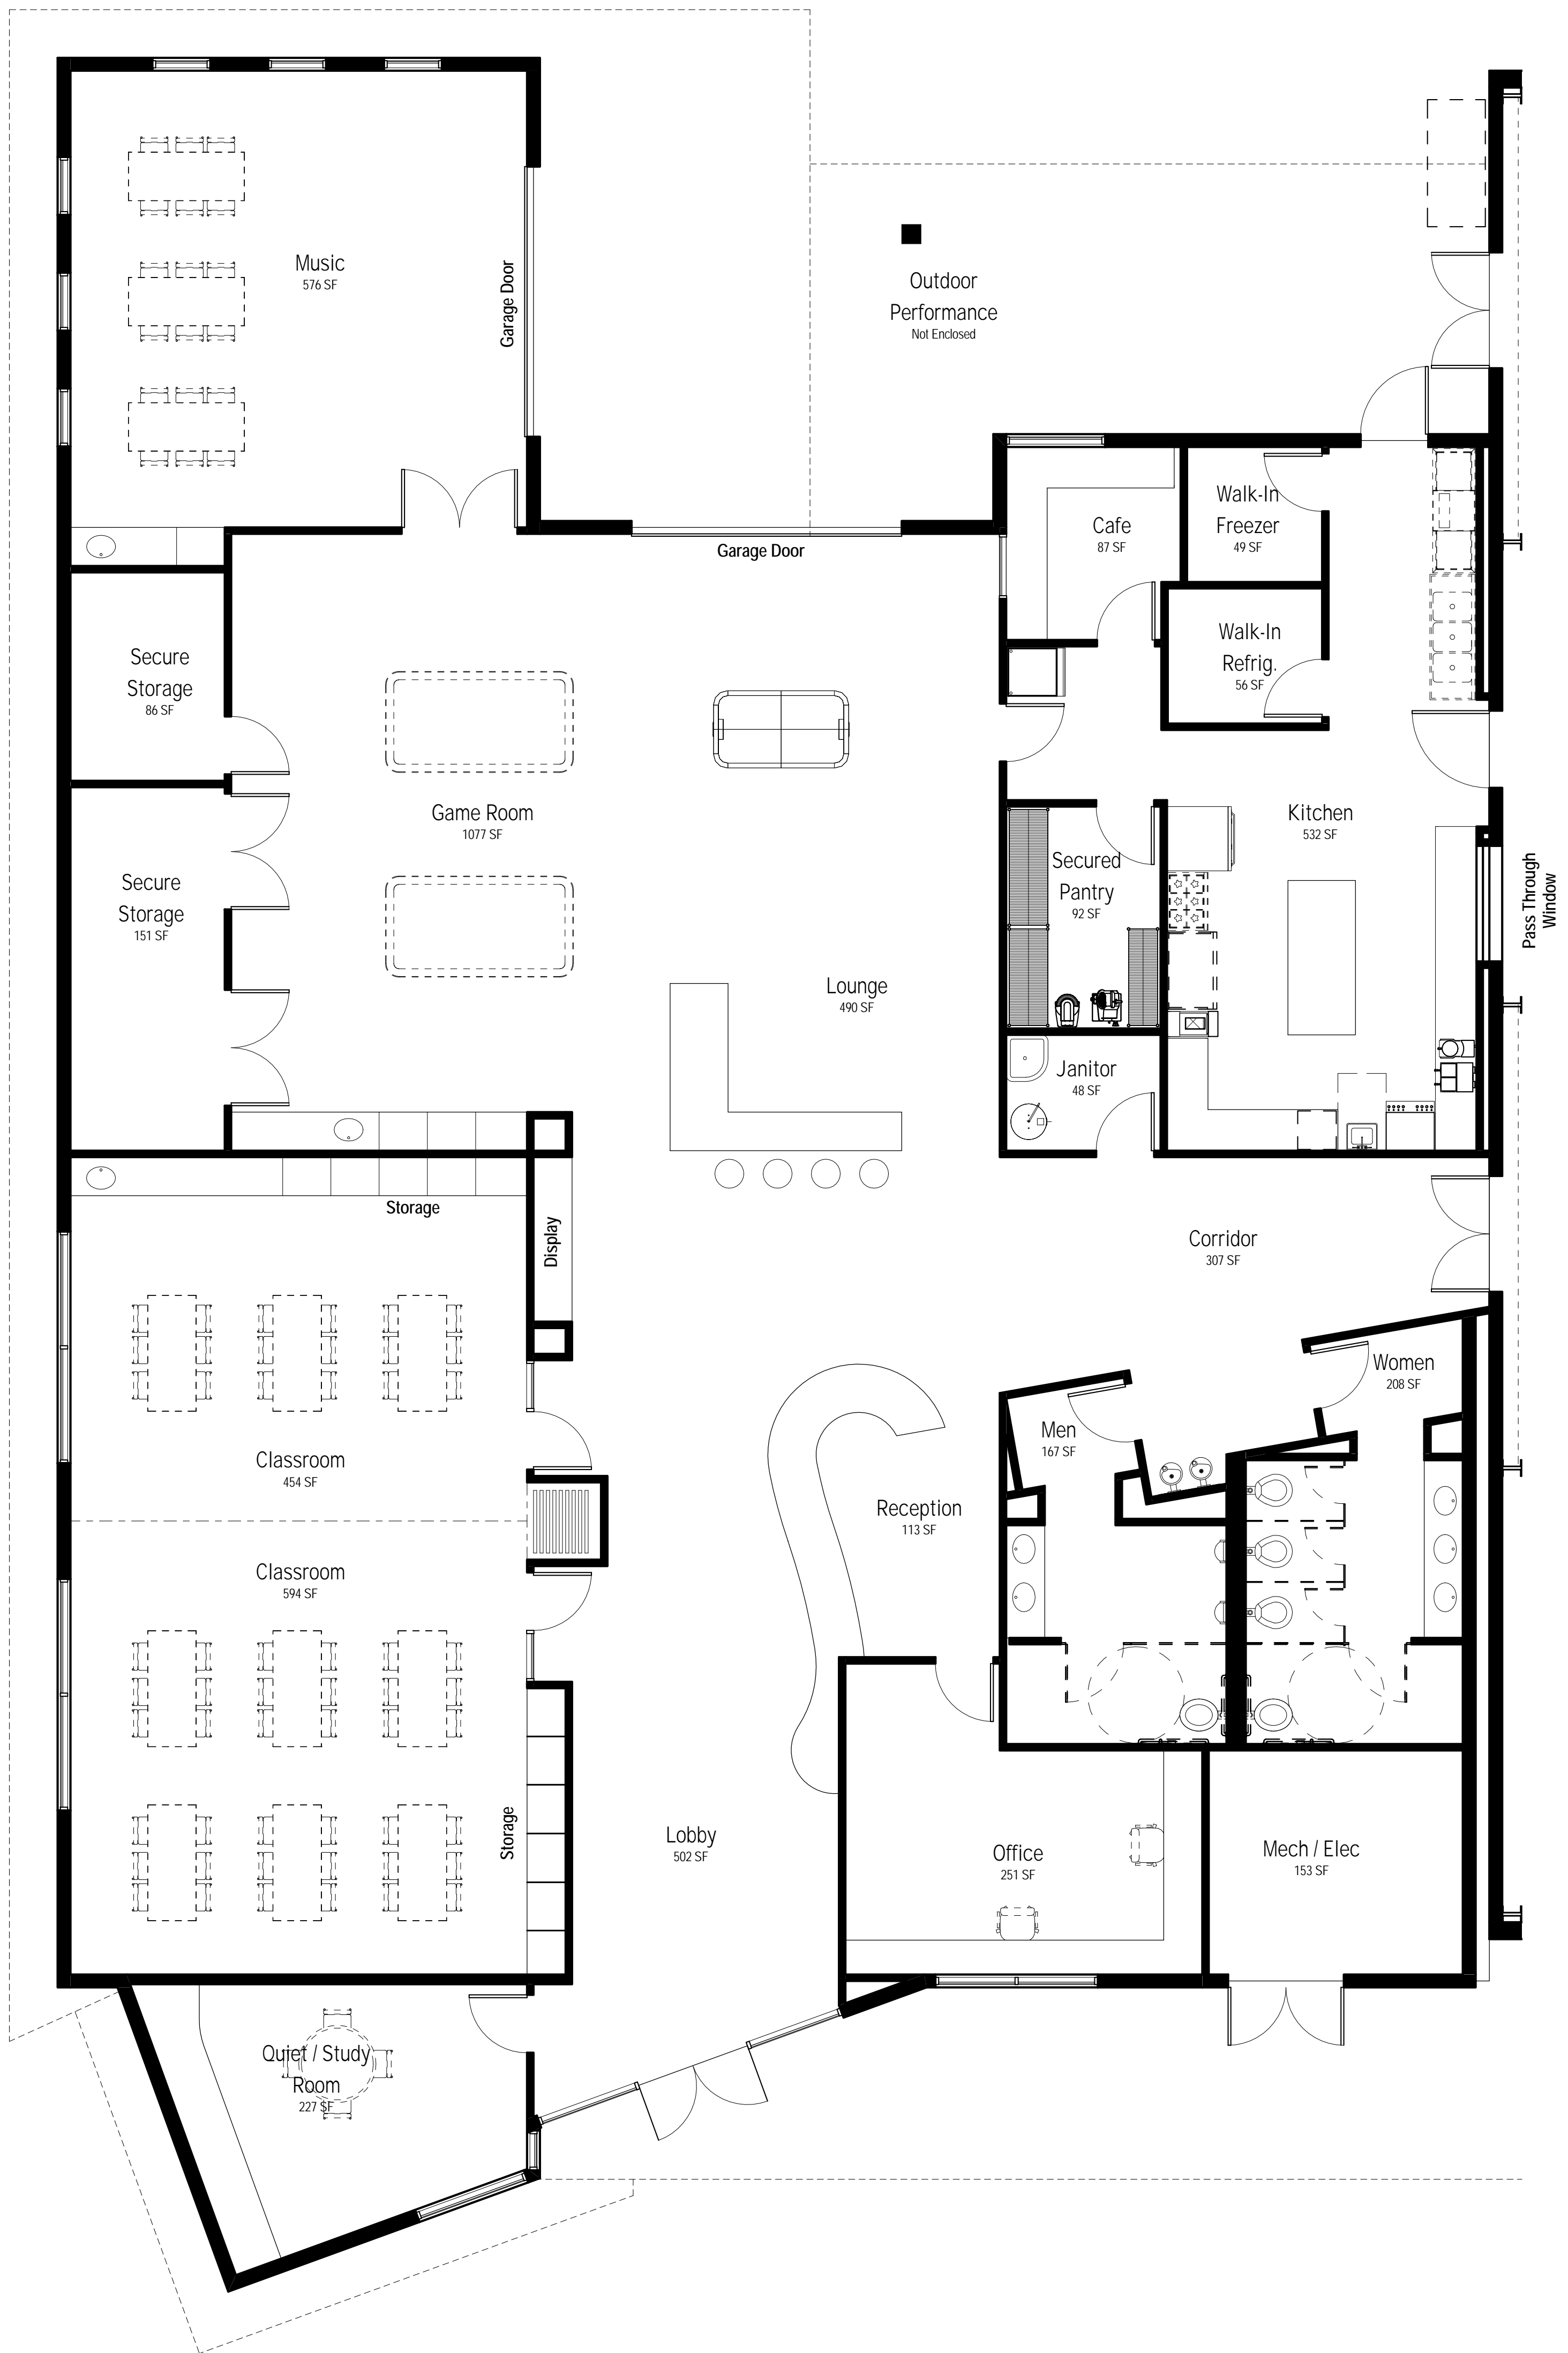 Music
576 SF
Garage Door
Outdoor
Performance
Not Enclosed
Garage Door
Cafe
87 SF
Walk-In
Freezer
49 SF
Walk-In
Refrig.
56 SF
Secure
Storage
86 SF
Game Room
1077 SF
Kitchen
532 SF
Secured
Pantry
92 SF
Pass Through
Window
Secure
Storage
151 SF
Lounge
490 SF
Janitor
48 SF
Storage
Display
Corridor
307 SF
Women
208 SF
Men
167 SF
Classroom
454 SF
Reception
113 SF
Classroom
594 SF
Storage
Lobby
502 SF
Office
251 SF
Mech / Elec
153 SF
Quiet / Study
Room
227 SF